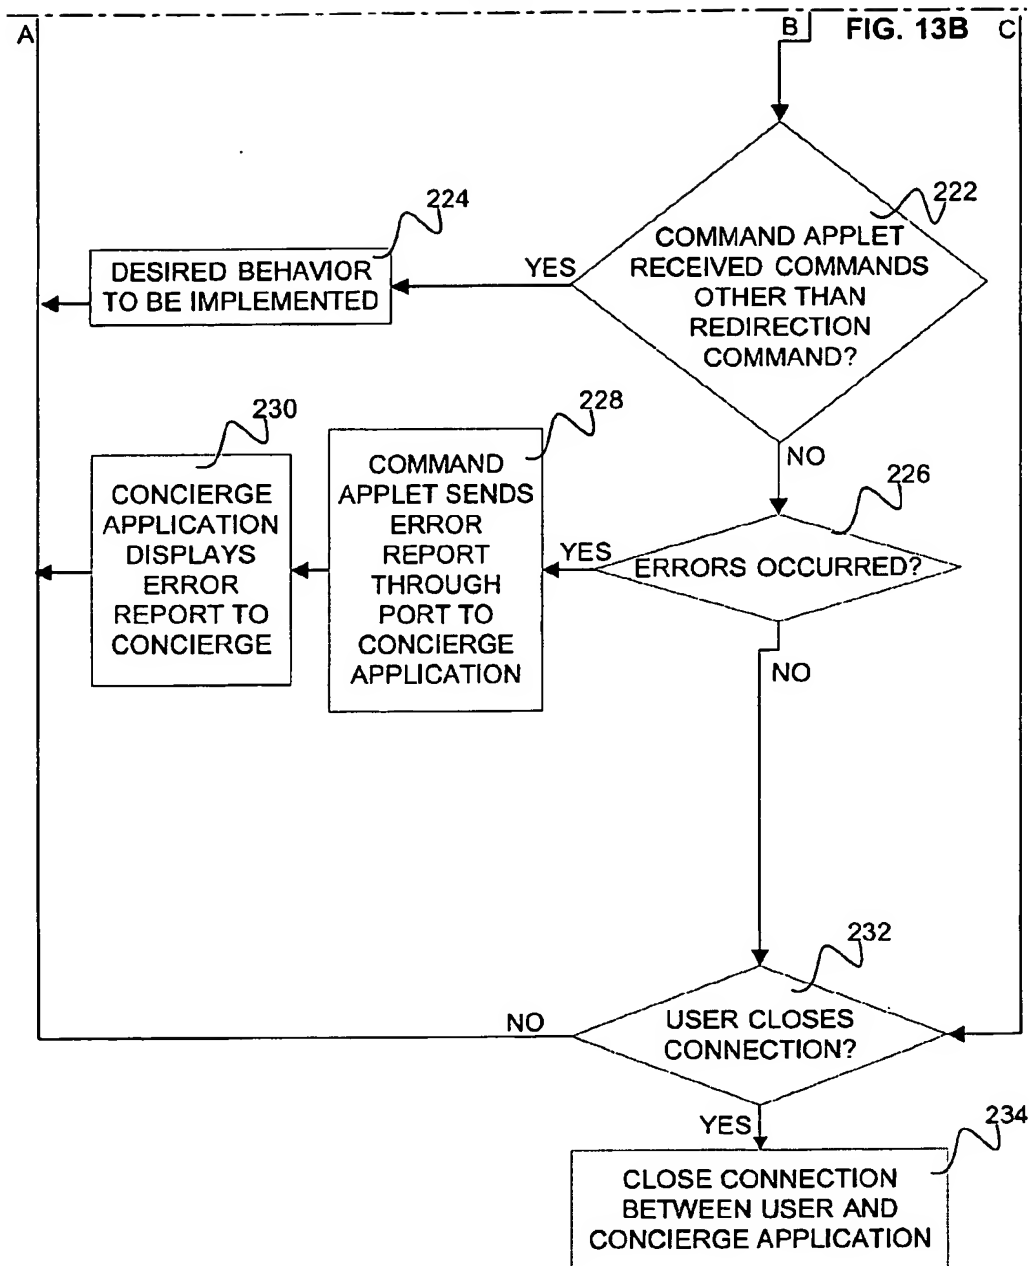 A
B
FIG. 13B
C
222
COMMAND APPLET
RECEIVED COMMANDS
OTHER THAN
REDIRECTION
COMMAND?
224
YES
DESIRED BEHAVIOR
TO BE IMPLEMENTED
NO
226
ERRORS OCCURRED?
YES
228
COMMAND
APPLET SENDS
ERROR
REPORT
THROUGH
PORT TO
CONCIERGE
APPLICATION
230
CONCIERGE
APPLICATION
DISPLAYS
ERROR
REPORT TO
CONCIERGE
NO
232
USER CLOSES
CONNECTION?
NO
YES
234
CLOSE CONNECTION
BETWEEN USER AND
CONCIERGE APPLICATION